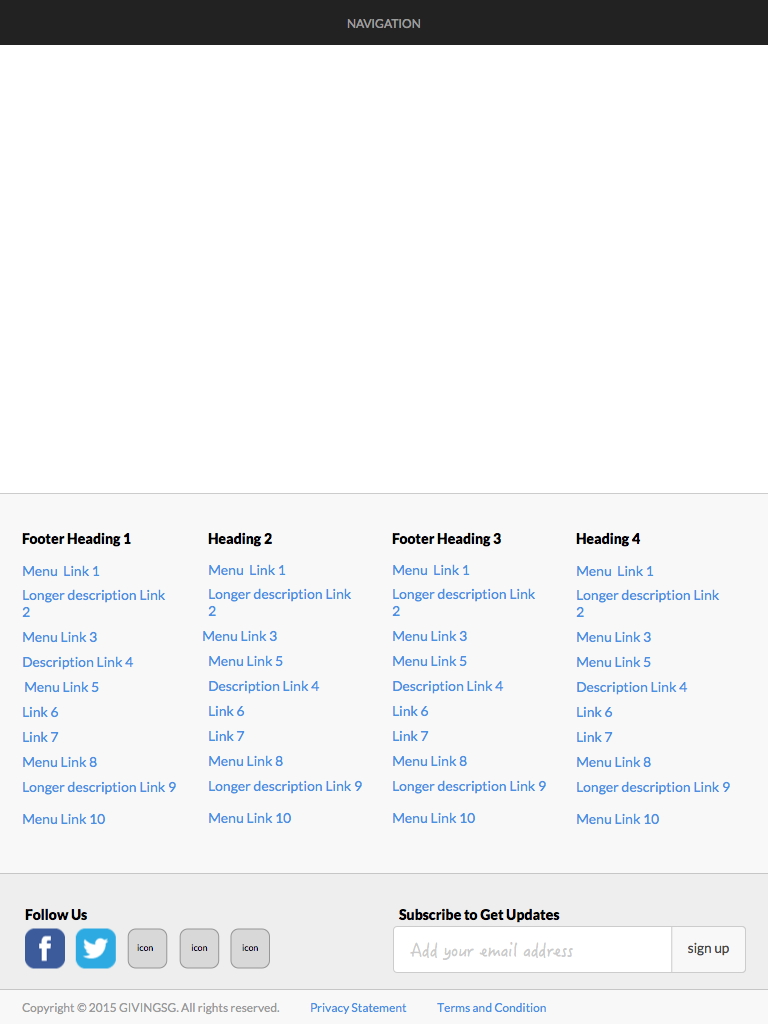 NAVIGATION
Footer Heading 1
Menu  Link 1
Longer description Link
2
Menu Link 3
Description Link 4
Menu Link 5
Link 6
Link 7
Menu Link 8
Longer description Link 9
Menu Link 10
Heading 2
Menu  Link 1
Longer description Link
2
Menu Link 3
Menu Link 5
Description Link 4
Link 6
Link 7
Menu Link 8
Longer description Link 9
Menu Link 10
Footer Heading 3
Menu  Link 1
Longer description Link
2
Menu Link 3
Menu Link 5
Description Link 4
Link 6
Link 7
Menu Link 8
Longer description Link 9
Menu Link 10
Heading 4
Menu  Link 1
Longer description Link
2
Menu Link 3
Menu Link 5
Description Link 4
Link 6
Link 7
Menu Link 8
Longer description Link 9
Menu Link 10
Follow Us
f
icon
icon
icon
Subscribe to Get Updates
Add your email address
sign up
Copyright © 2015 GIVINGSG. All rights reserved.
Privacy Statement
Terms and Condition